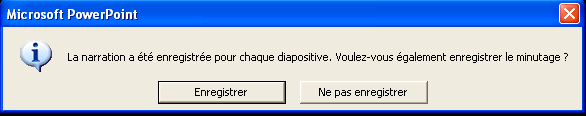 Microsoft PowerPoint
La narration a été enregistrée pour chaque diapositive. Voulez-vous également enregistrer le minutage ?
Enregistrer
Ne pas enregistrer